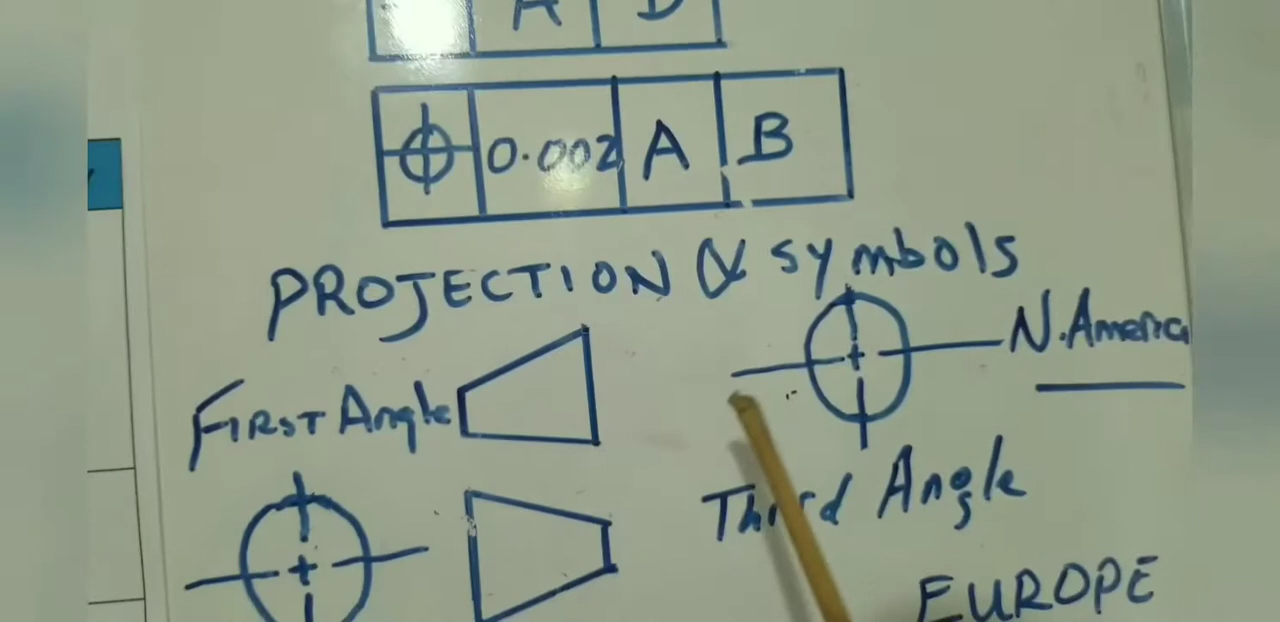 A
0.002 A B
PROJECTION & symbols
FIRST Angle N. America
Third Angle
EUROPE